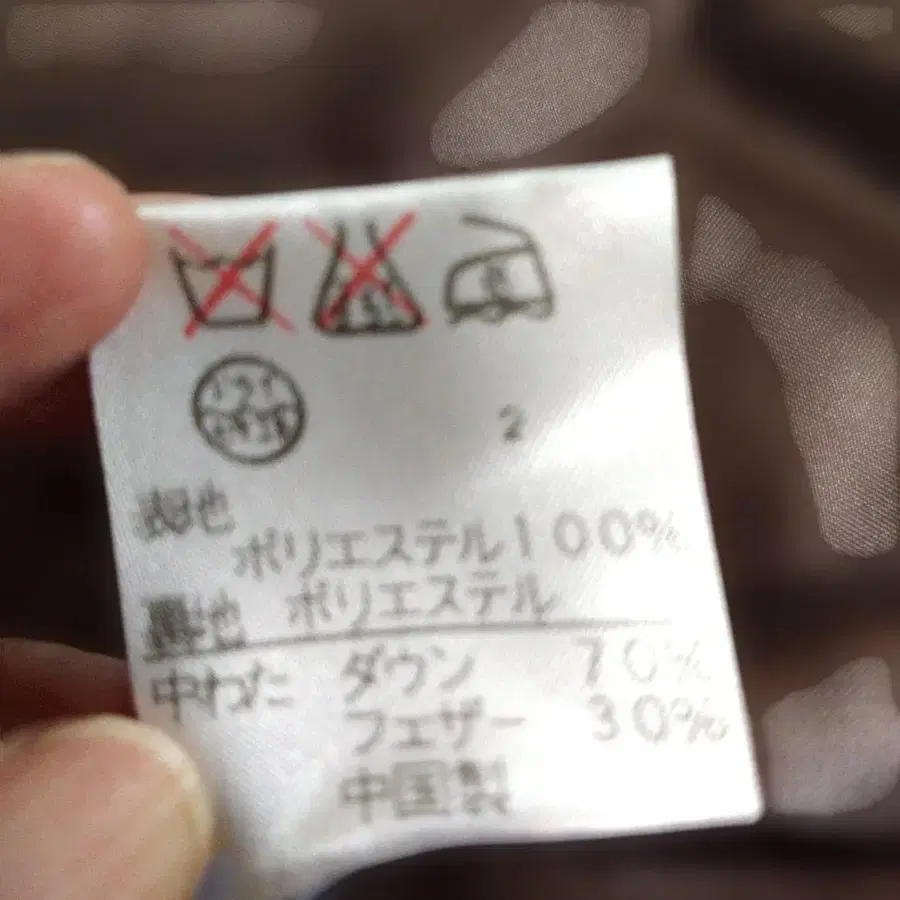 2
表地
ポリエステル100%
裏地 ポリエステル
中わた ダウン 70%
フェザー 30%
中国製